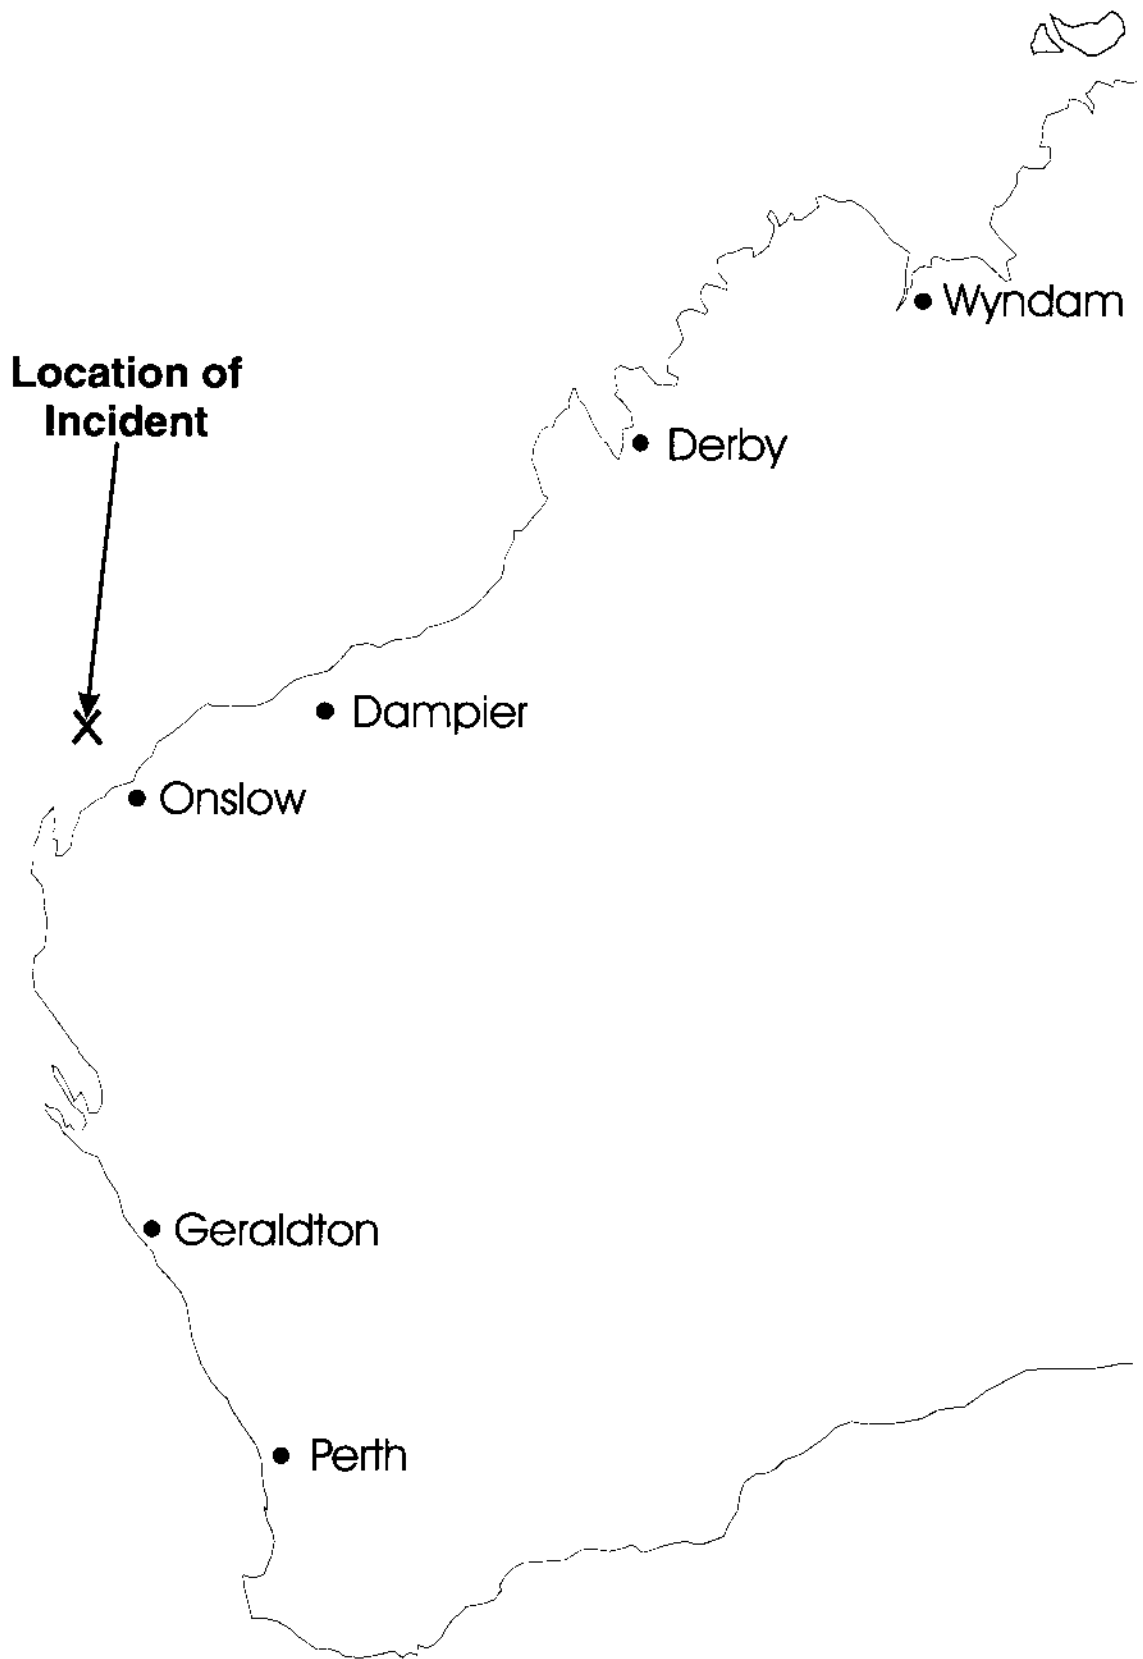 Wyndam
Location of
Incident
Derby
X
Dampier
Onslow
Geraldton
Perth